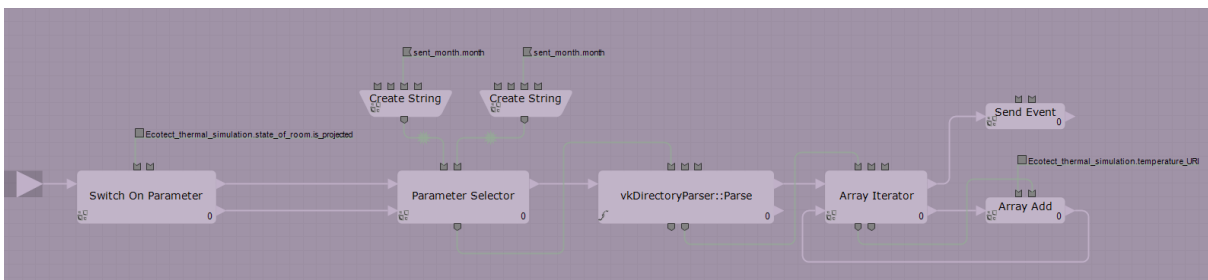 sent_month.month
sent_month.month
Create String
Create String
Send Event
0
Ecotect_thermal_simulation.state_of_room.is_projected
Ecotect_thermal_simulation.temperature_URI
Switch On Parameter
0
Parameter Selector
0
vkDirectoryParser::Parse
0
Array Iterator
0
Array Add
0